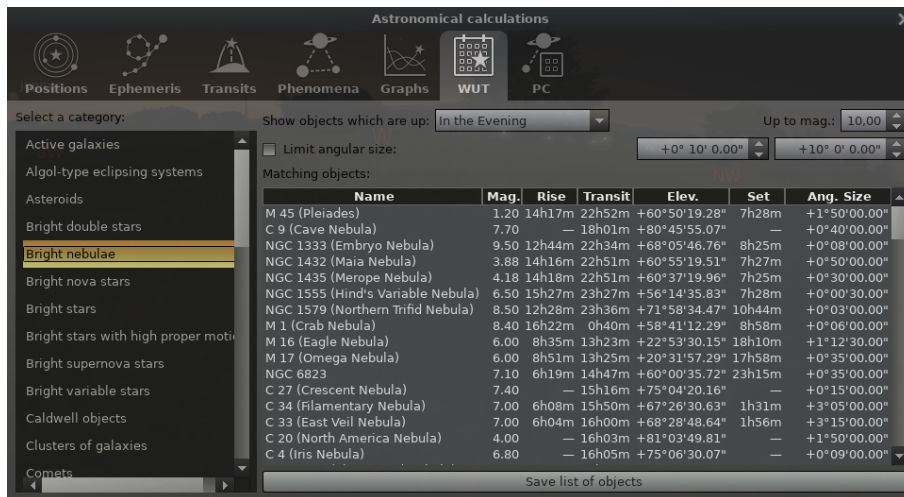 Astronomical calculations
Positions Ephemeris Transits Phenomena Graphs WUT PC
Select a category:
Active galaxies
Algol-type eclipsing systems
Asteroids
Bright double stars
Bright nebulae
Bright nova stars
Bright stars
Bright stars with high proper moti
Bright supernova stars
Bright variable stars
Caldwell objects
Clusters of galaxies
Comets
Show objects which are up: In the Evening Up to mag.: 10,00
Limit angular size: +0° 10' 0.00" +10° 0' 0.00"
Matching objects:
Name Mag. Rise Transit Elev. Set Ang. Size
M 45 (Pleiades) 1.20 14h17m 22h52m +60°50'19.28" 7h28m +1°50'00.00"
C 9 (Cave Nebula) 7.70 — 18h01m +80°45'55.07" — +0°40'00.00"
NGC 1333 (Embryo Nebula) 9.50 12h44m 22h34m +68°05'46.76" 8h25m +0°08'00.00"
NGC 1432 (Maia Nebula) 3.88 14h16m 22h51m +60°55'19.51" 7h27m +0°50'00.00"
NGC 1435 (Merope Nebula) 4.18 14h18m 22h51m +60°37'19.96" 7h25m +0°30'00.00"
NGC 1555 (Hind's Variable Nebula) 6.50 15h27m 23h27m +56°14'35.83" 7h28m +0°00'30.00"
NGC 1579 (Northern Trifid Nebula) 8.50 12h28m 23h36m +71°58'34.47" 10h44m +0°03'00.00"
M 1 (Crab Nebula) 8.40 16h22m 0h40m +58°41'12.29" 8h58m +0°06'00.00"
M 16 (Eagle Nebula) 6.00 8h35m 13h23m +22°53'30.15" 18h10m +1°12'30.00"
M 17 (Omega Nebula) 6.00 8h51m 13h25m +20°31'57.29" 17h58m +0°35'00.00"
NGC 6823 7.10 6h19m 14h47m +60°00'35.72" 23h15m +0°35'00.00"
C 27 (Crescent Nebula) 7.40 — 15h16m +75°04'20.16" — +0°15'00.00"
C 34 (Filamentary Nebula) 7.00 6h08m 15h50m +67°26'30.63" 1h31m +3°05'00.00"
C 33 (East Veil Nebula) 7.00 6h04m 16h00m +68°28'48.64" 1h56m +3°15'00.00"
C 20 (North America Nebula) 4.00 — 16h03m +81°03'49.81" — +1°50'00.00"
C 4 (Iris Nebula) 6.80 — 16h05m +75°06'30.07" — +0°09'00.00"
Save list of objects